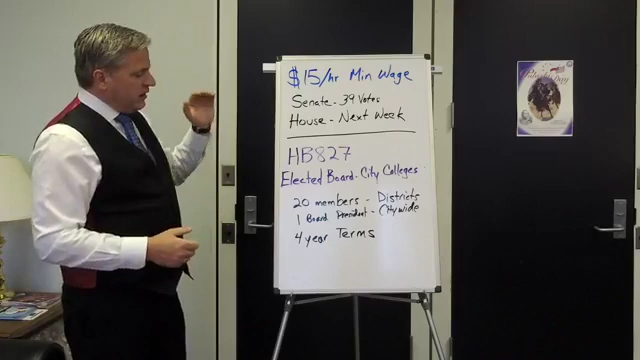 $15/hr Min Wage
Senate - 39 Votes
House - Next Week
HB827
Elected Board - City Colleges
20 members - Districts
1 Board President - Citywide
4 year Terms